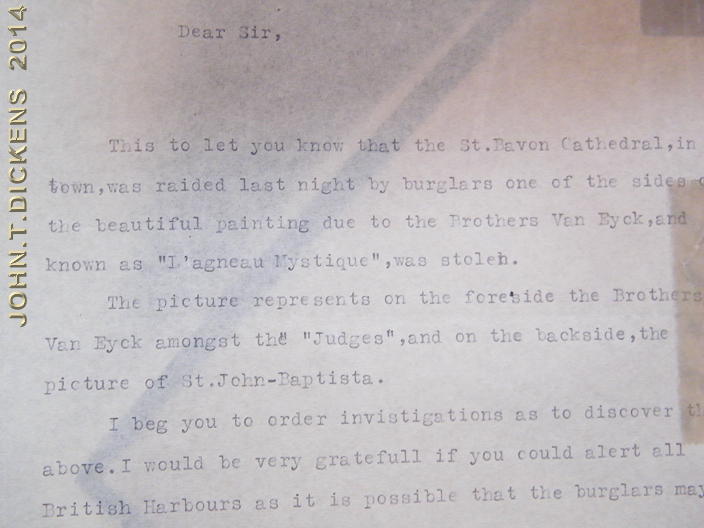 Dear Sir,
This to let you know that the St.Bavon Cathedral,in
town,was raided last night by burglars one of the sides
the beautiful painting due to the Brothers Van Eyck,and
known as "L'agneau Mystique",was stolen.
The picture represents on the foreside the Brothers
Van Eyck amongst the "Judges",and on the backside,the
picture of St.John-Baptista.
I beg you to order invistigations as to discover
above.I would be very gratefull if you could alert all
British Harbours as it is possible that the burglars may
JOHN.T.DICKENS 2014